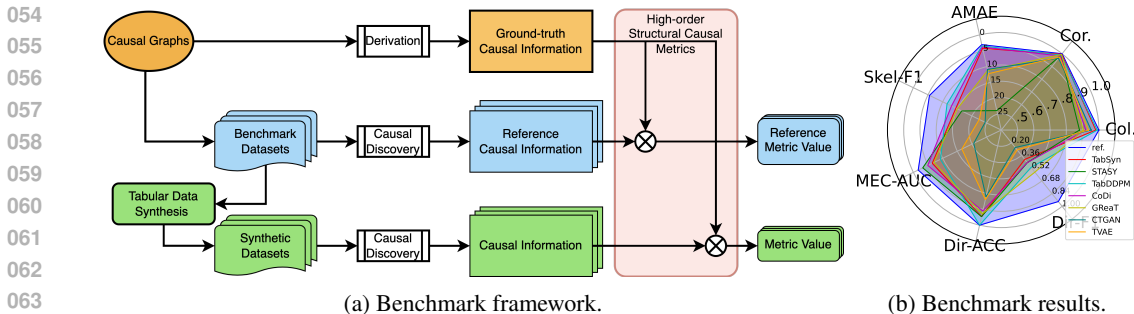 054
055
056
057
058
059
060
061
062
063
Causal Graphs
Derivation
Ground-truth
Causal Information
High-order
Structural Causal
Metrics
Benchmark
Datasets
Causal
Discovery
Reference
Causal Information
Reference
Metric Value
Tabular Data
Synthesis
Synthetic
Datasets
Causal
Discovery
Causal Information
Metric Value
(a) Benchmark framework.
AMAE
Cor.
Skel-F1
Col.
MEC-AUC
Dir-ACC
0
5
10
15
20
.5
.6
.7
.8
.9
1.0
0.20
0.36
0.52
0.68
ref.
TabSyn
STASY
TabDDPM
CoDi
GReaT
CTGAN
TVAE
(b) Benchmark results.